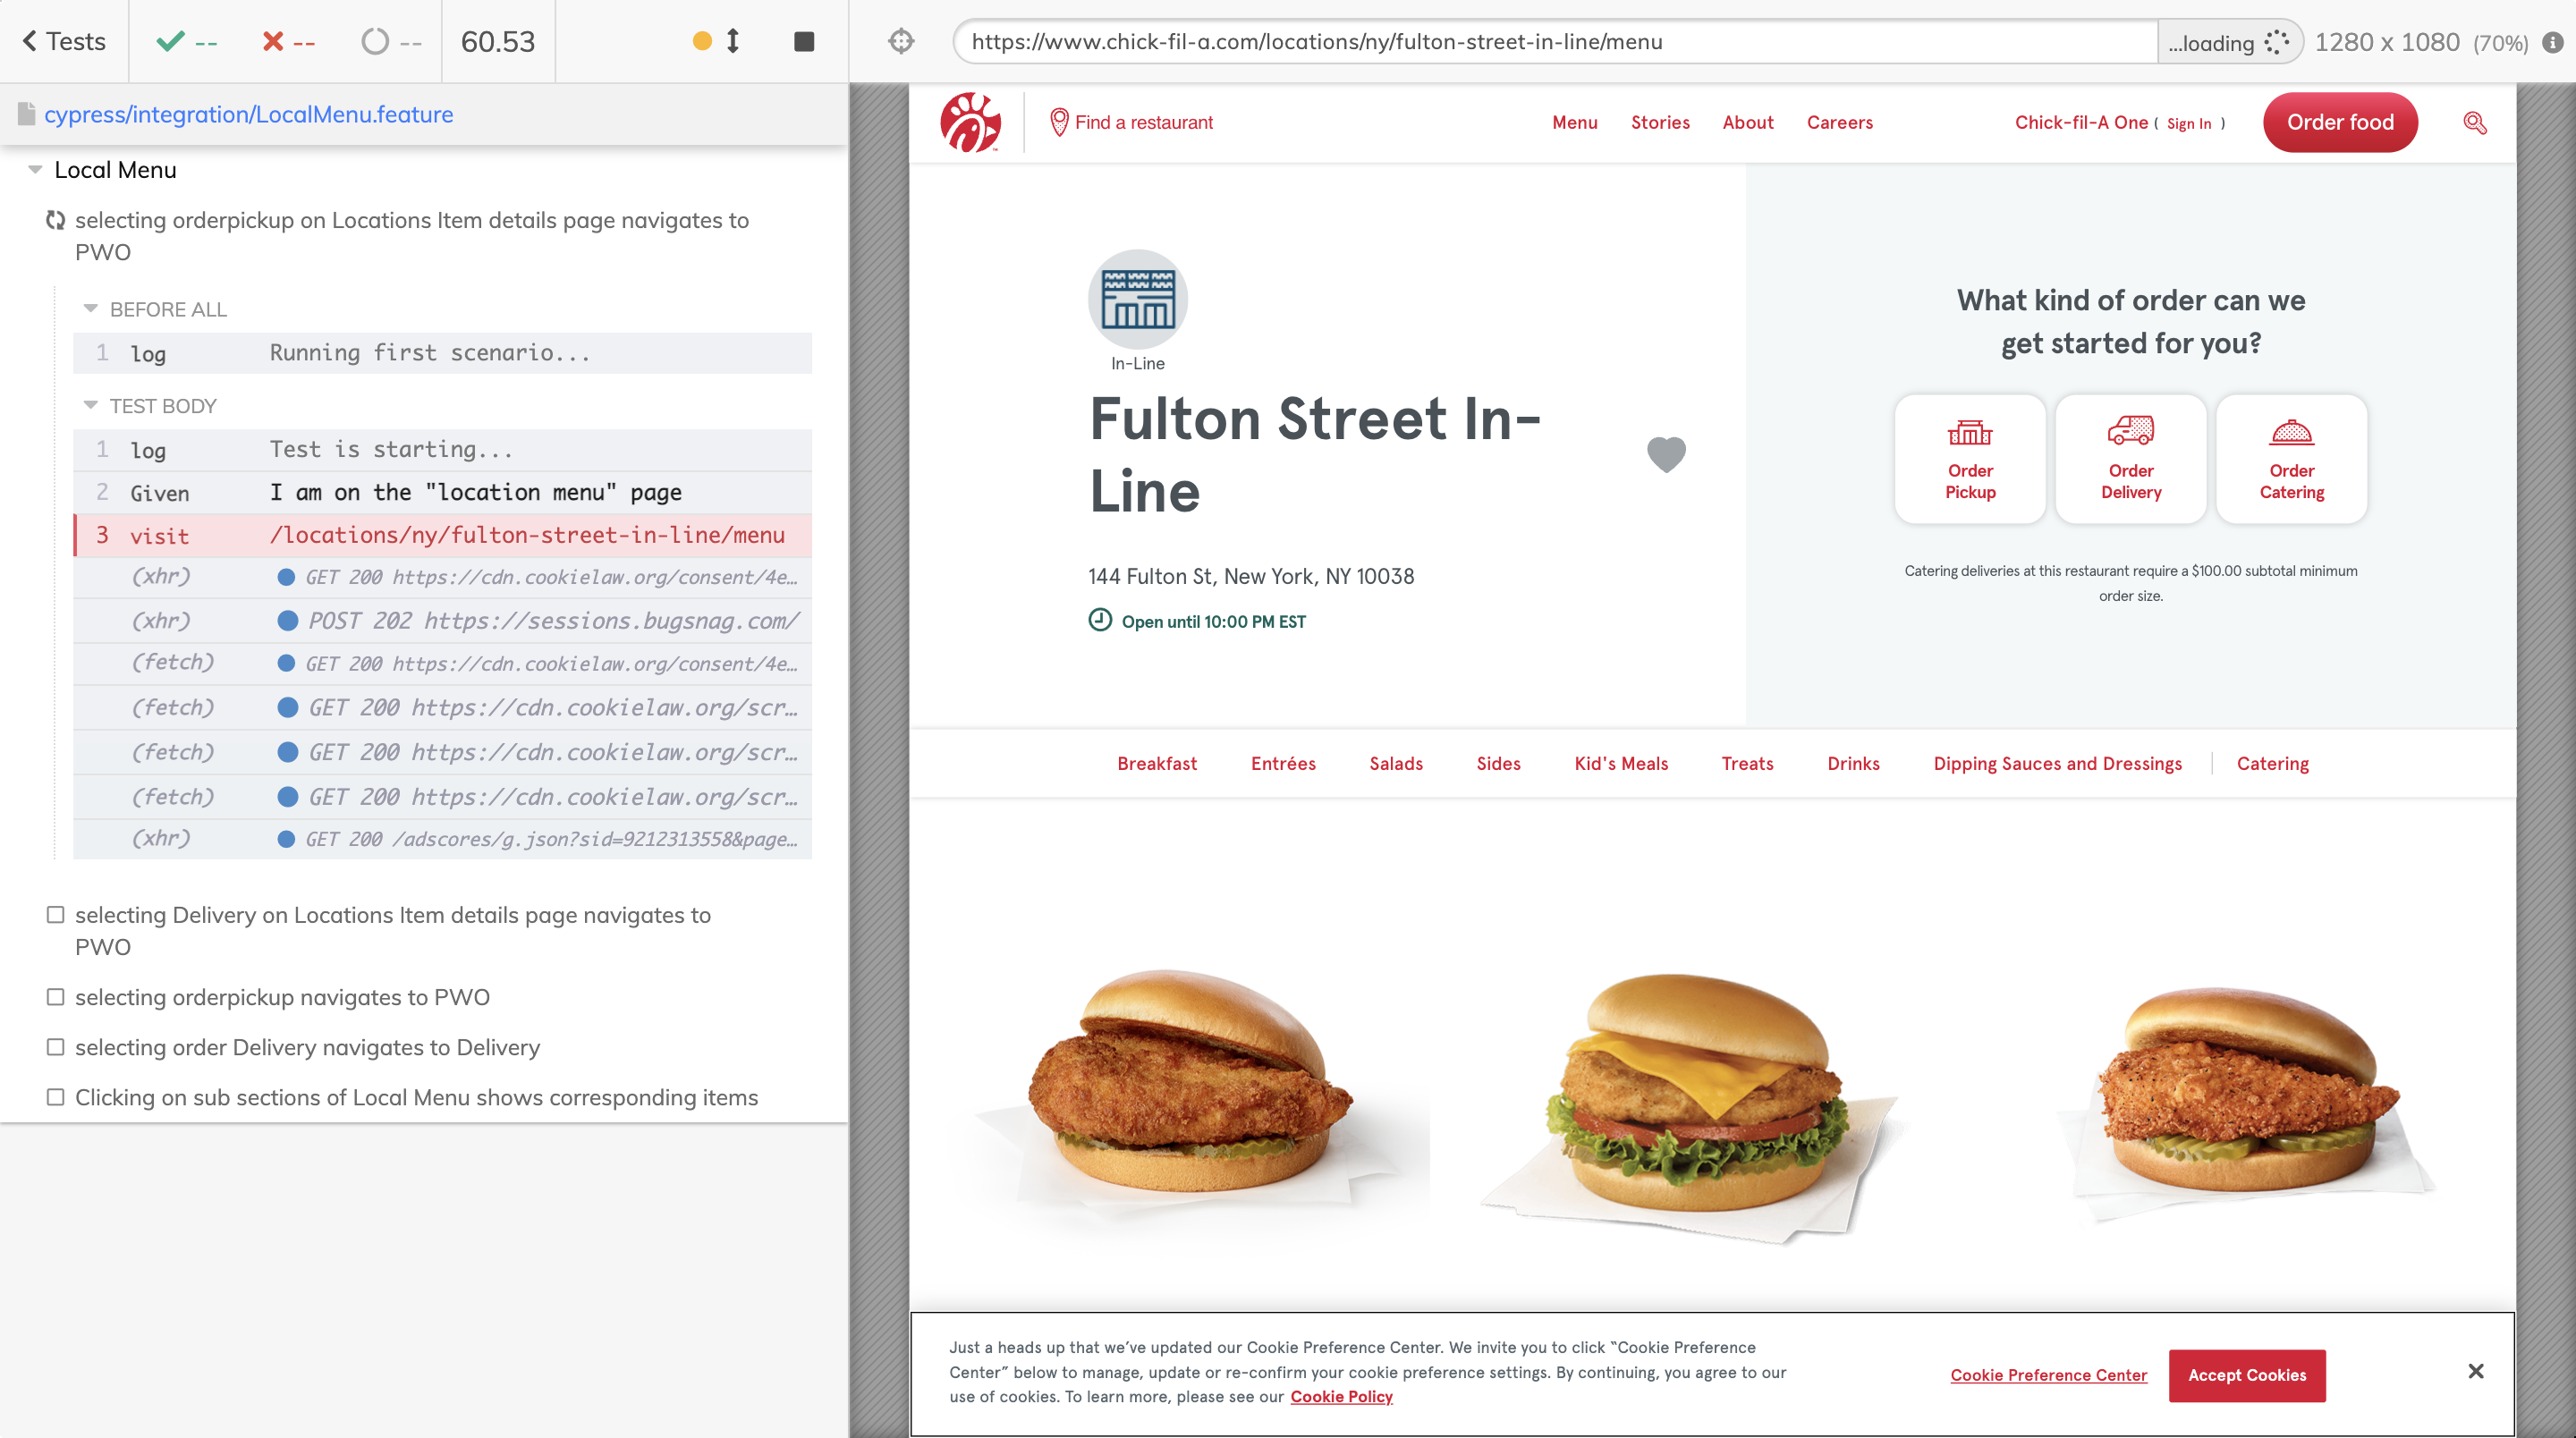 Tests
--
--
--
60.53
https://www.chick-fil-a.com/locations/ny/fulton-street-in-line/menu
...loading
1280 x 1080 (70%)
cypress/integration/LocalMenu.feature
Local Menu
selecting orderpickup on Locations Item details page navigates to
PWO
BEFORE ALL
1 log Running first scenario...
TEST BODY
1 log Test is starting...
2 Given I am on the "location menu" page
3 visit /locations/ny/fulton-street-in-line/menu
(xhr) GET 200 https://cdn.cookielaw.org/consent/4e…
(xhr) POST 202 https://sessions.bugsnag.com/
(fetch) GET 200 https://cdn.cookielaw.org/consent/4e…
(fetch) GET 200 https://cdn.cookielaw.org/scr…
(fetch) GET 200 https://cdn.cookielaw.org/scr…
(fetch) GET 200 https://cdn.cookielaw.org/scr…
(xhr) GET 200 /adscores/g.json?sid=9212313558&page…
selecting Delivery on Locations Item details page navigates to
PWO
selecting orderpickup navigates to PWO
selecting order Delivery navigates to Delivery
Clicking on sub sections of Local Menu shows corresponding items
Find a restaurant
Menu Stories About Careers
Chick-fil-A One ( Sign In )
Order food
In-Line
Fulton Street In-
Line
144 Fulton St, New York, NY 10038
Open until 10:00 PM EST
What kind of order can we
get started for you?
Order
Pickup
Order
Delivery
Order
Catering
Catering deliveries at this restaurant require a $100.00 subtotal minimum
order size.
Breakfast Entrées Salads Sides Kid's Meals Treats Drinks Dipping Sauces and Dressings Catering
Just a heads up that we’ve updated our Cookie Preference Center. We invite you to click “Cookie Preference
Center” below to manage, update or re-confirm your cookie preference settings. By continuing, you agree to our
use of cookies. To learn more, please see our Cookie Policy
Cookie Preference Center
Accept Cookies